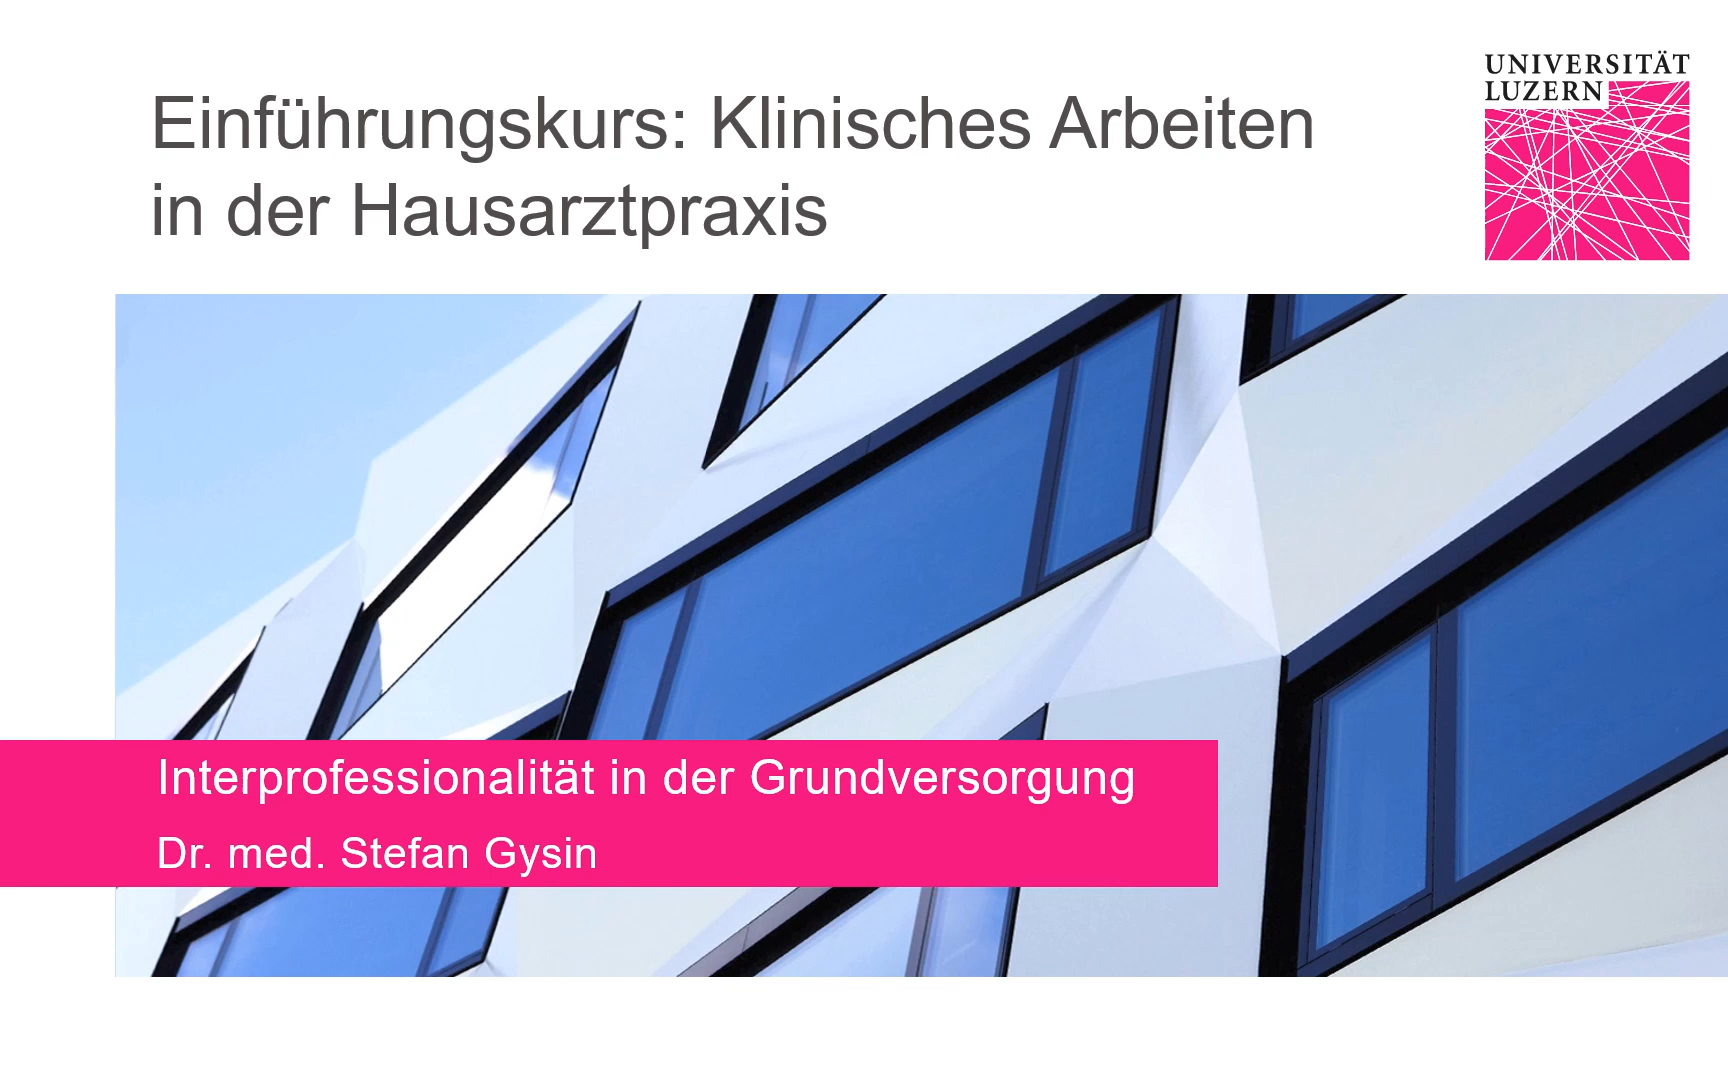 Einführungskurs: Klinisches Arbeiten
in der Hausarztpraxis
UNIVERSITÄT
LUZERN
Interprofessionalität in der Grundversorgung
Dr. med. Stefan Gysin